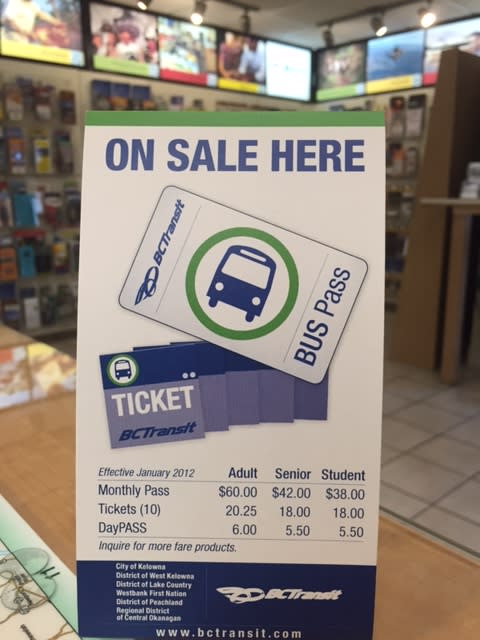 ON SALE HERE
BCTransit
BUS Pass
TICKET
BCTransit
Effective January 2012 Adult Senior Student
Monthly Pass $60.00 $42.00 $38.00
Tickets (10) 20.25 18.00 18.00
DayPASS 6.00 5.50 5.50
Inquire for more fare products.
City of Kelowna
District of West Kelowna
District of Lake Country
Westbank First Nation
District of Peachland
Regional District
of Central Okanagan
BCTransit
www.bctransit.com